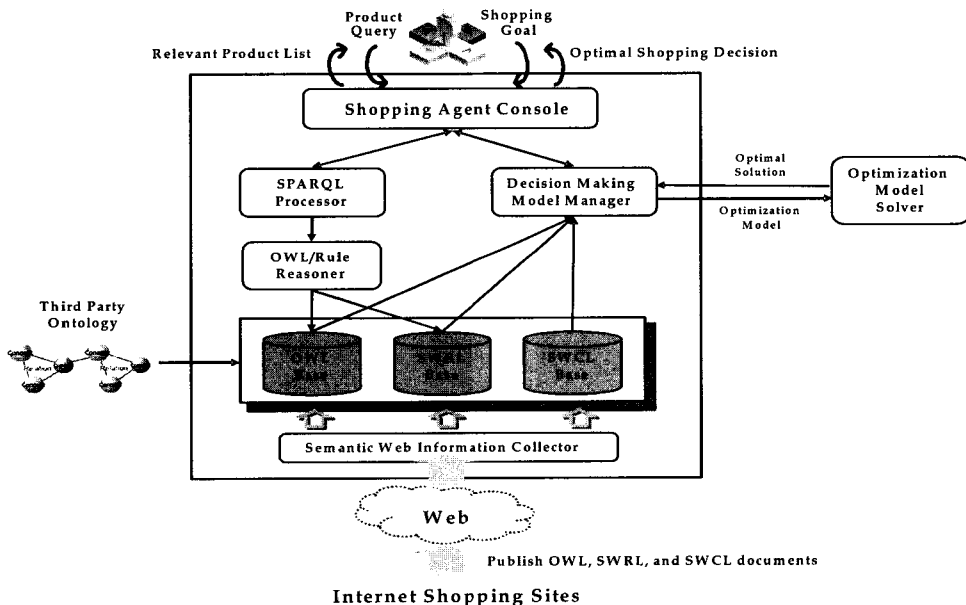 Product
Query
Shopping
Goal
Relevant Product List
Optimal Shopping Decision
Shopping Agent Console
SPARQL
Processor
Decision Making
Model Manager
Optimal
Solution
Optimization
Model
Optimization
Model
Solver
OWL/Rule
Reasoner
Third Party
Ontology
OWL
Base
SWRL
Base
SWCL
Base
Semantic Web Information Collector
Web
Publish OWL, SWRL, and SWCL documents
Internet Shopping Sites